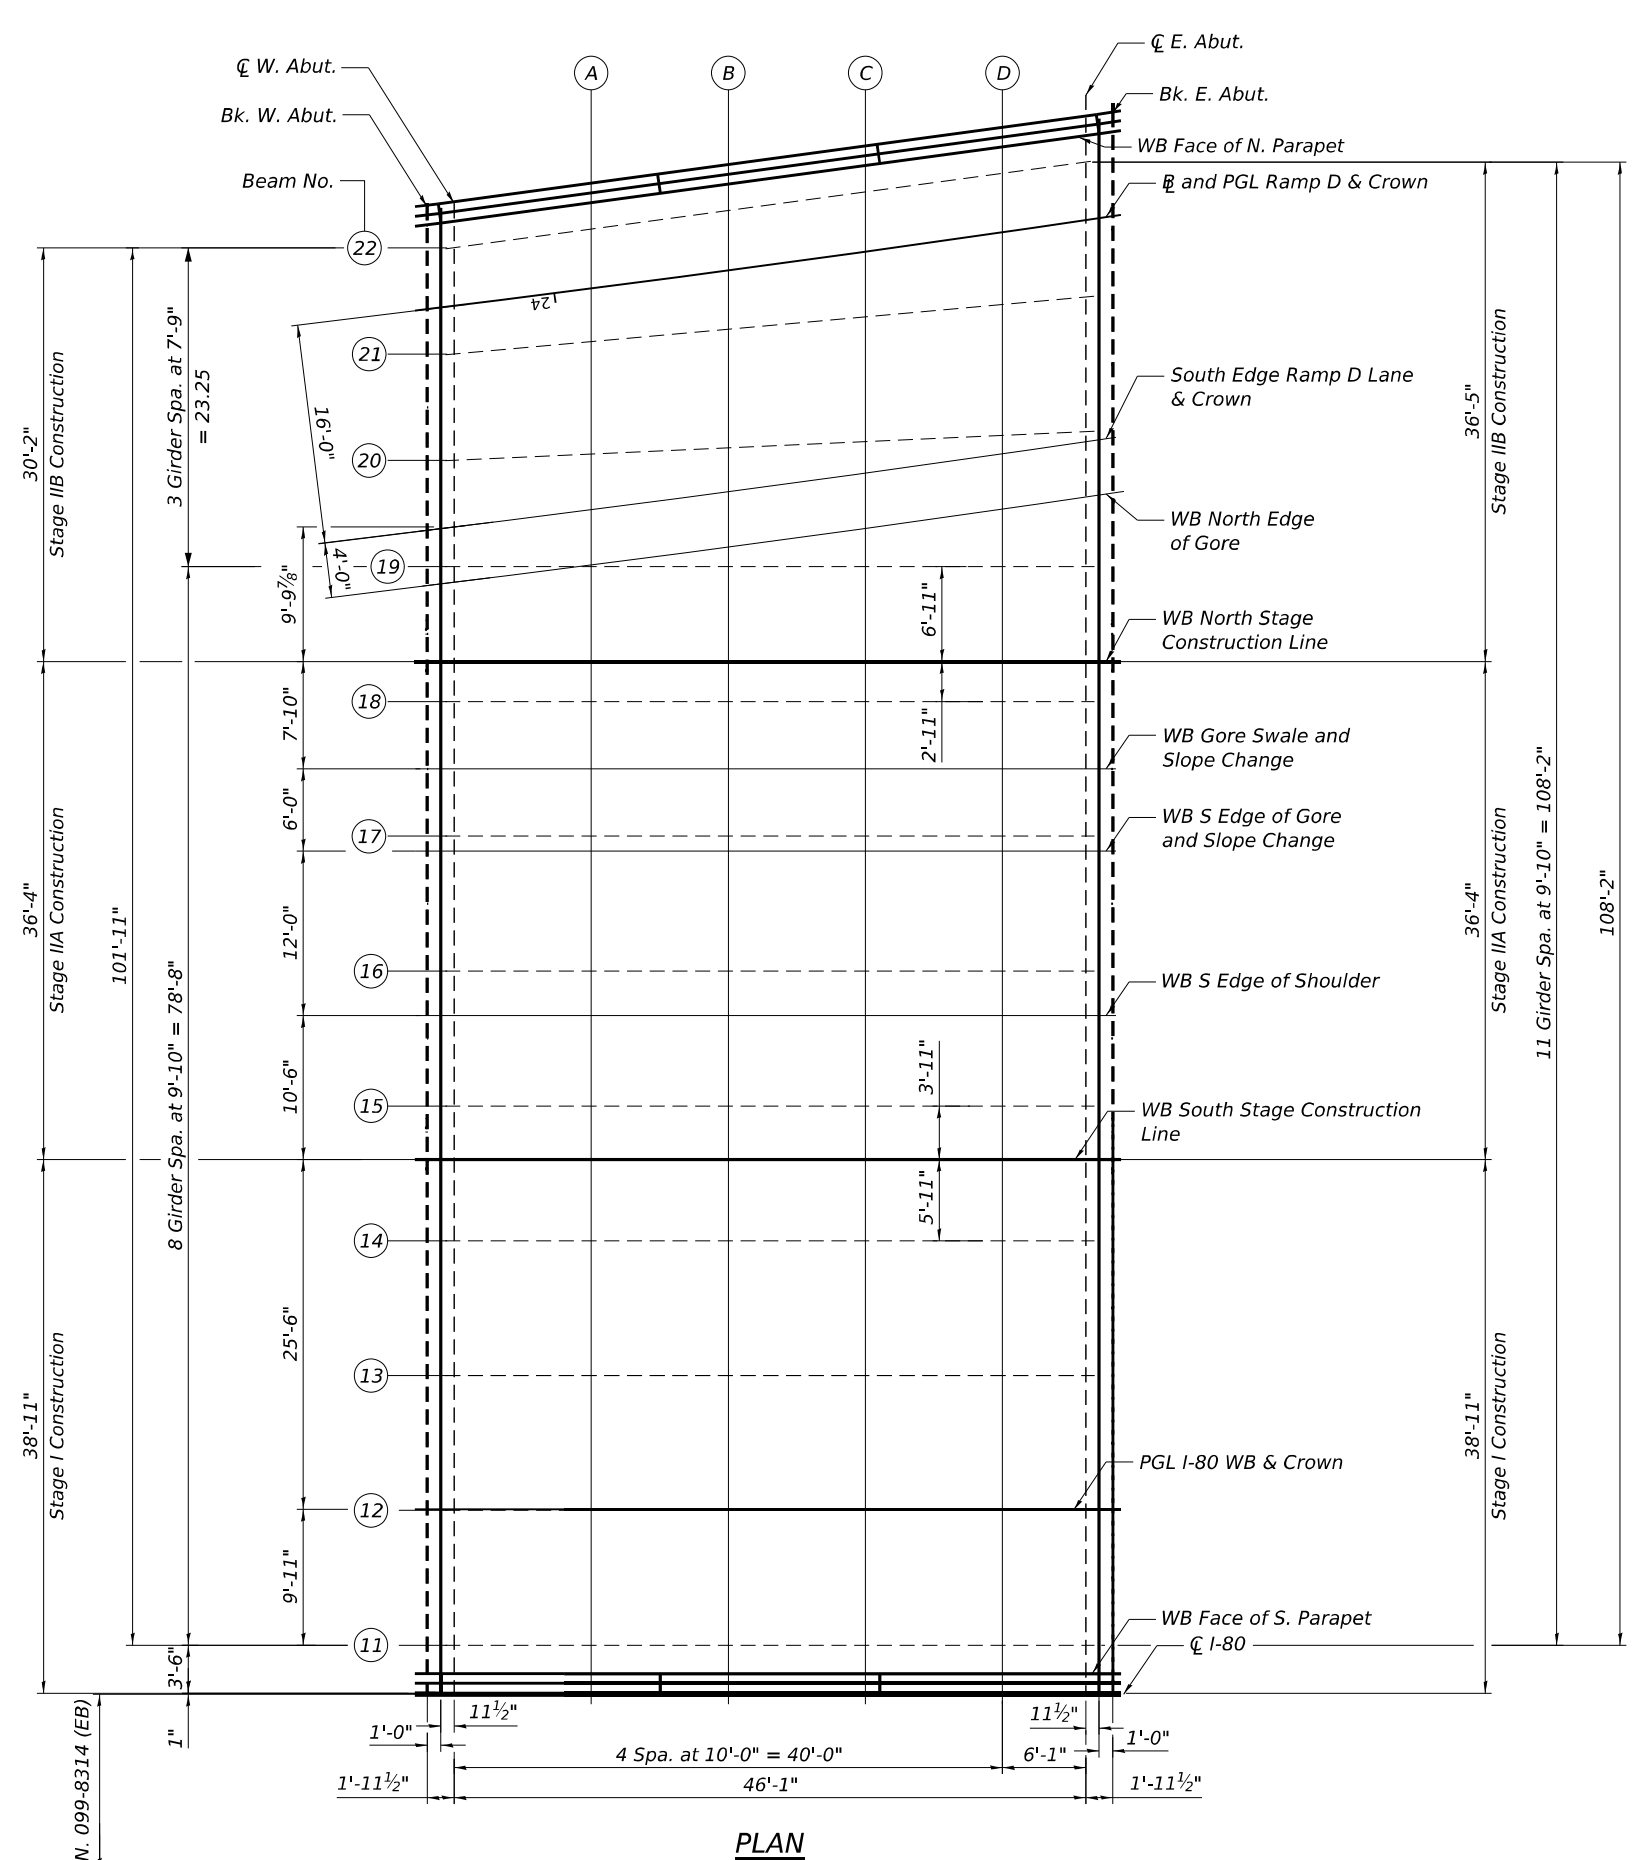 ℄ E. Abut.
℄ W. Abut.
A
B
C
D
Bk. E. Abut.
Bk. W. Abut.
WB Face of N. Parapet
Beam No.
and PGL Ramp D & Crown
22
124
21
South Edge Ramp D Lane
& Crown
20
WB North Edge
of Gore
19
WB North Stage
Construction Line
18
WB Gore Swale and
Slope Change
17
WB S Edge of Gore
and Slope Change
16
WB S Edge of Shoulder
15
WB South Stage Construction
Line
14
13
PGL I-80 WB & Crown
12
WB Face of S. Parapet
℄ I-80
11
30'-2"
Stage IIB Construction
36'-4"
Stage IIA Construction
38'-11"
Stage I Construction
101'-11"
3 Girder Spa. at 7'-9"
= 23.25
8 Girder Spa. at 9'-10" = 78'-8"
3'-6"
1"
N. 099-8314 (EB)
16'-0"
4'-0"
9'-9⅞"
7'-10"
6'-0"
12'-0"
10'-6"
25'-6"
9'-11"
6'-11"
2'-11"
3'-11"
5'-11"
36'-5"
Stage IIB Construction
36'-4"
Stage IIA Construction
38'-11"
Stage I Construction
11 Girder Spa. at 9'-10" = 108'-2"
108'-2"
11½"
11½"
1'-0"
1'-0"
4 Spa. at 10'-0" = 40'-0"
6'-1"
1'-11½"
46'-1"
1'-11½"
PLAN